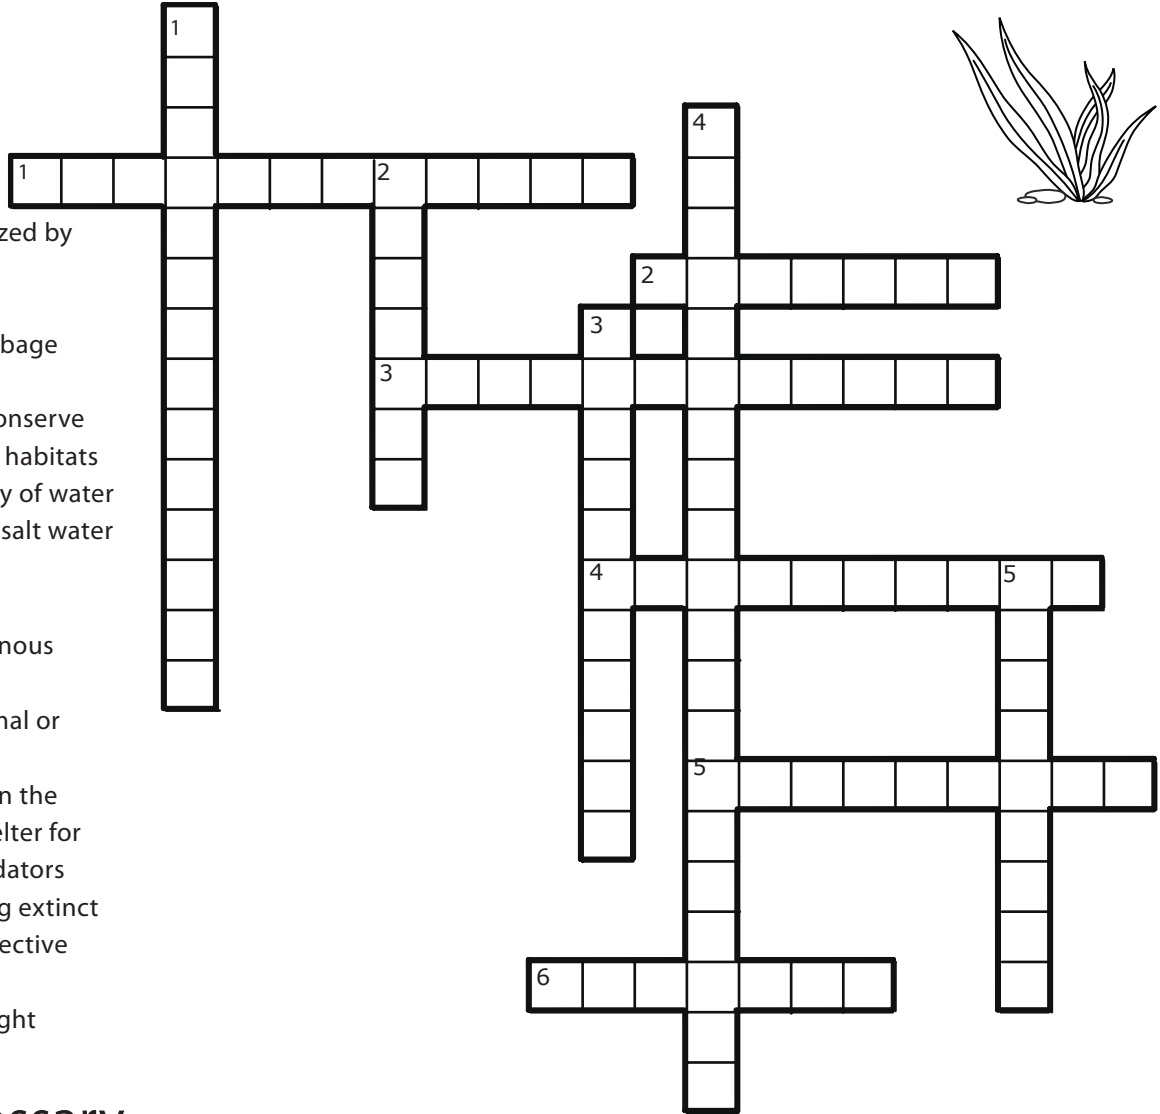 1
4
1 2
zed by
2
3
bage
3
onserve
habitats
y of water
salt water
4 5
nous
nal or
5
n the
elter for
dators
g extinct
ective
6
ght
ssary